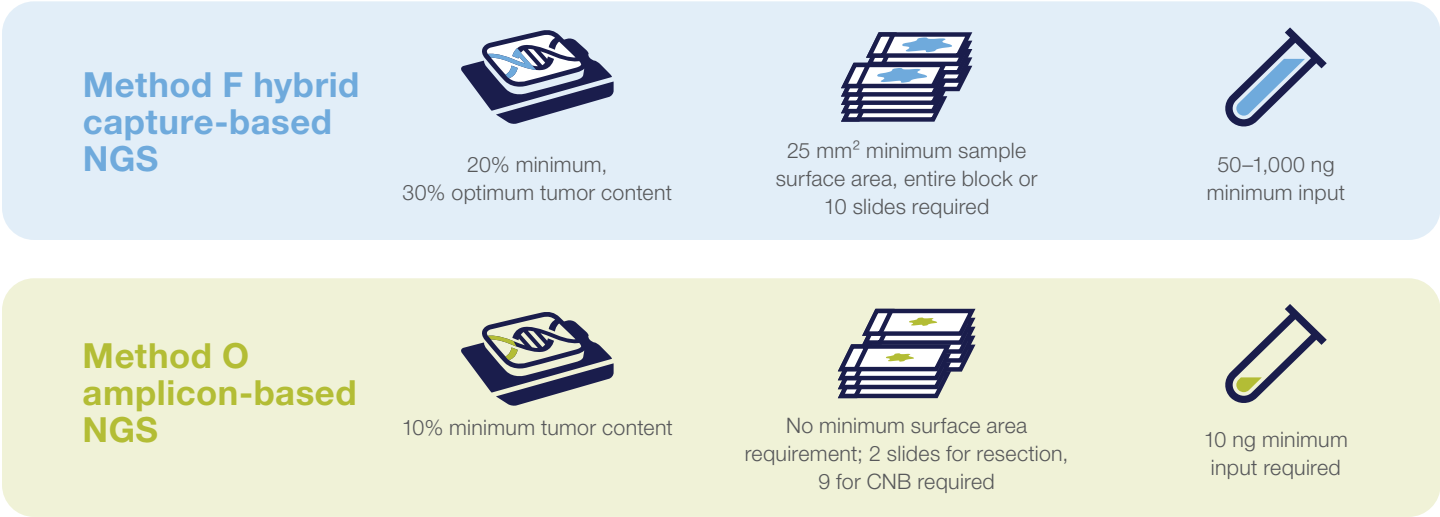 Method F hybrid
capture-based
NGS
20% minimum,
30% optimum tumor content
25 mm² minimum sample
surface area, entire block or
10 slides required
50–1,000 ng
minimum input
Method O
amplicon-based
NGS
10% minimum tumor content
No minimum surface area
requirement; 2 slides for resection,
9 for CNB required
10 ng minimum
input required